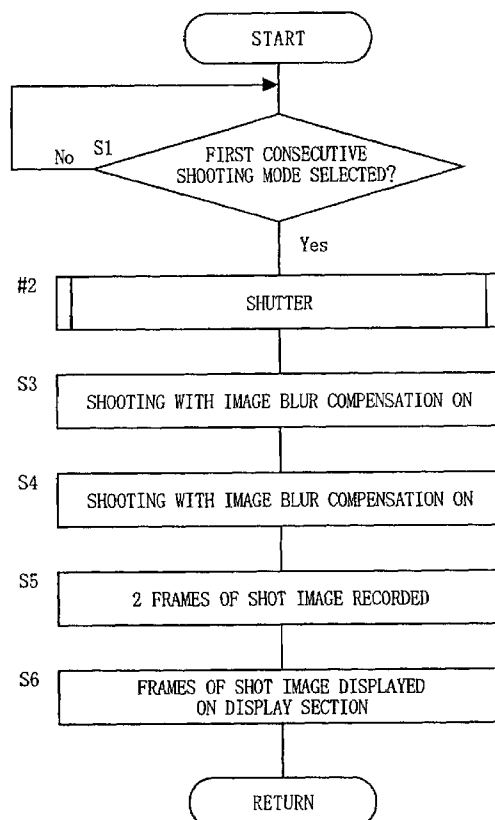 START
S1
No
FIRST CONSECUTIVE
SHOOTING MODE SELECTED?
Yes
#2
SHUTTER
S3
SHOOTING WITH IMAGE BLUR COMPENSATION ON
S4
SHOOTING WITH IMAGE BLUR COMPENSATION ON
S5
2 FRAMES OF SHOT IMAGE RECORDED
S6
FRAMES OF SHOT IMAGE DISPLAYED
ON DISPLAY SECTION
RETURN